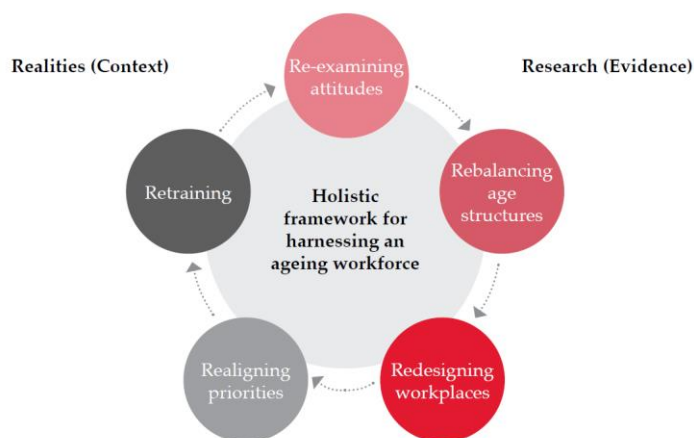 Realities (Context)
Research (Evidence)
Re-examining
attitudes
Rebalancing
age
structures
Redesigning
workplaces
Realigning
priorities
Retraining
Holistic
framework for
harnessing an
ageing workforce